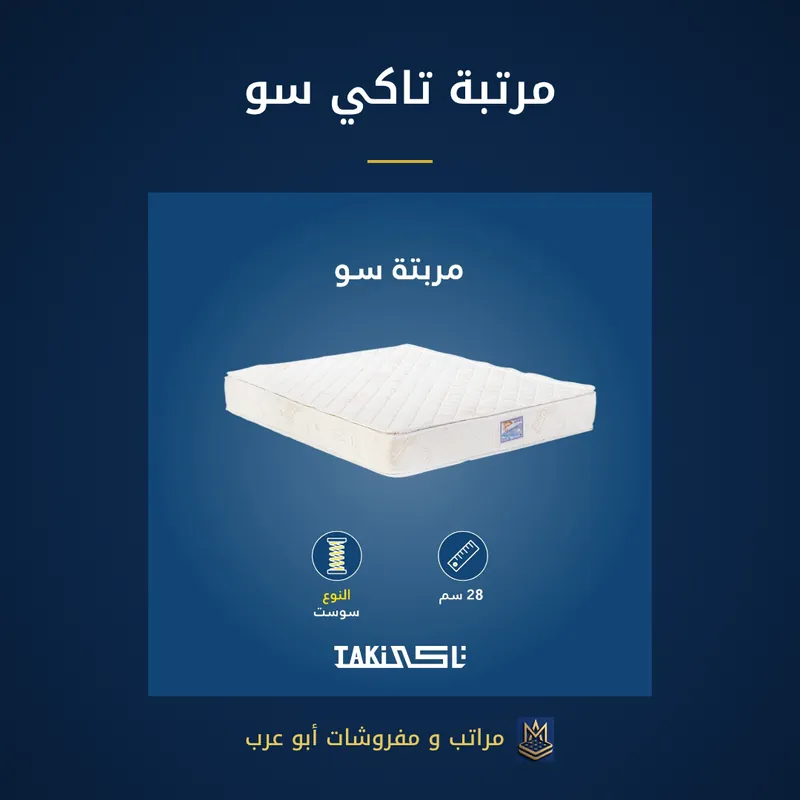 مرتبة تاكي سو
مربتة سو
28 سم
النوع
سوست
TAKI تاكي
مراتب و مفروشات أبو عرب